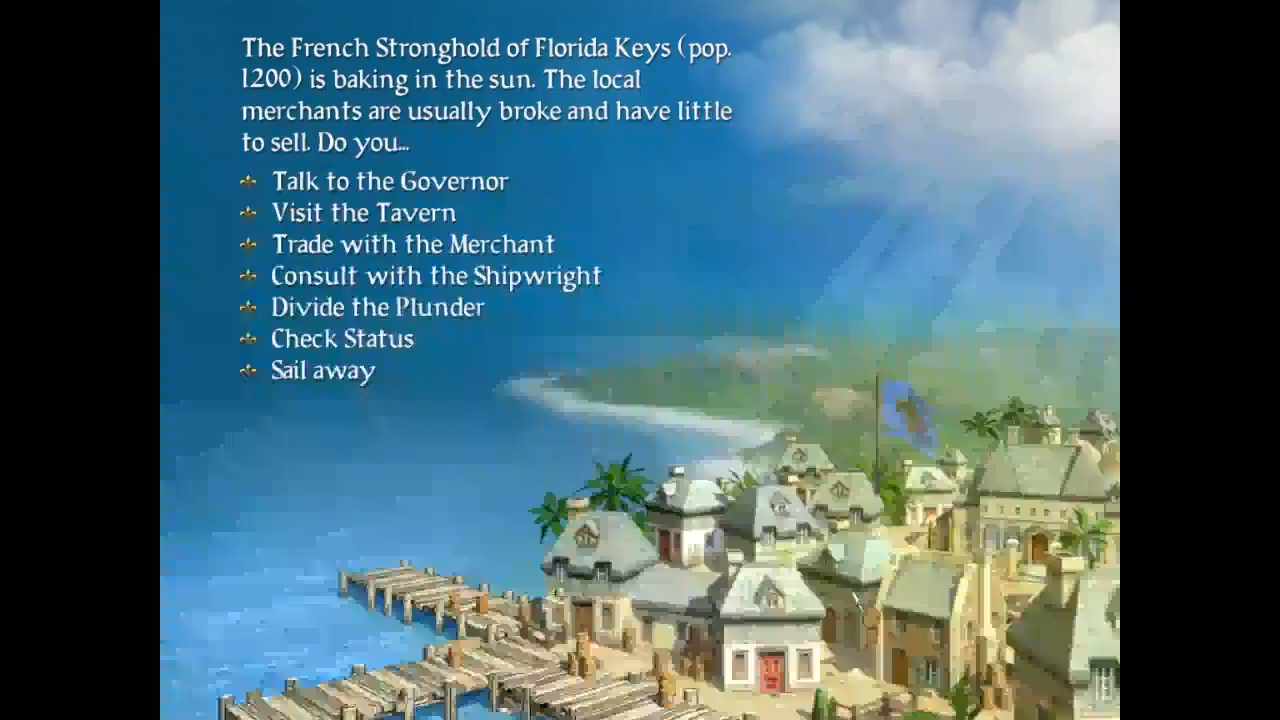 The French Stronghold of Florida Keys (pop.
1200) is baking in the sun. The local
merchants are usually broke and have little
to sell. Do you...
Talk to the Governor
Visit the Tavern
Trade with the Merchant
Consult with the Shipwright
Divide the Plunder
Check Status
Sail away